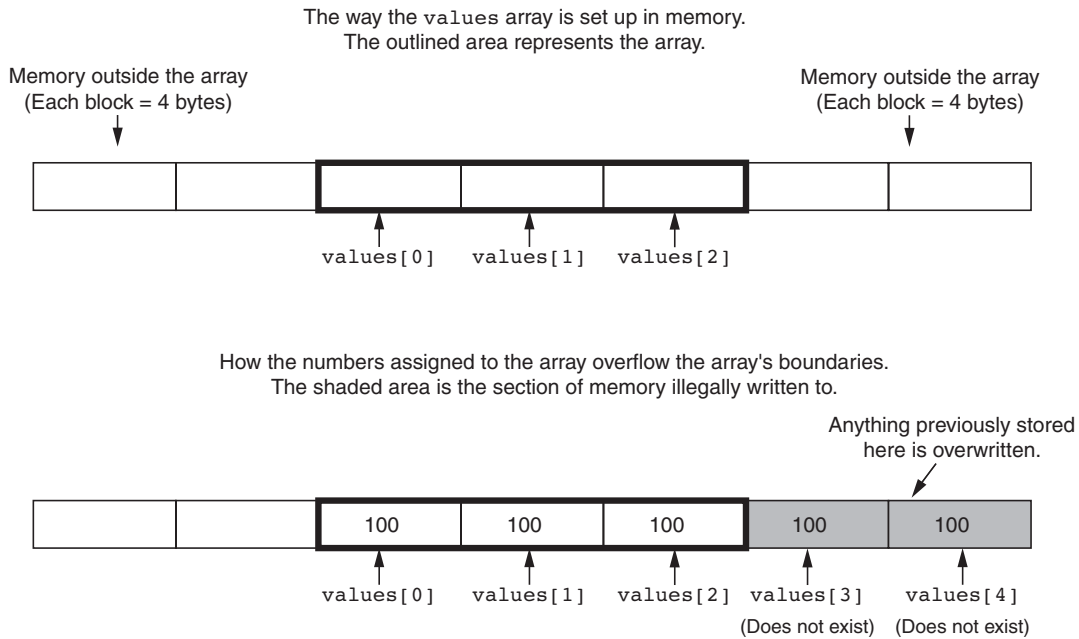 The way the values array is set up in memory.
The outlined area represents the array.
Memory outside the array
(Each block = 4 bytes)
Memory outside the array
(Each block = 4 bytes)
values[0]
values[1]
values[2]
How the numbers assigned to the array overflow the array's boundaries.
The shaded area is the section of memory illegally written to.
Anything previously stored
here is overwritten.
100
100
100
100
100
values[0]
values[1]
values[2]
values[3]
values[4]
(Does not exist)
(Does not exist)